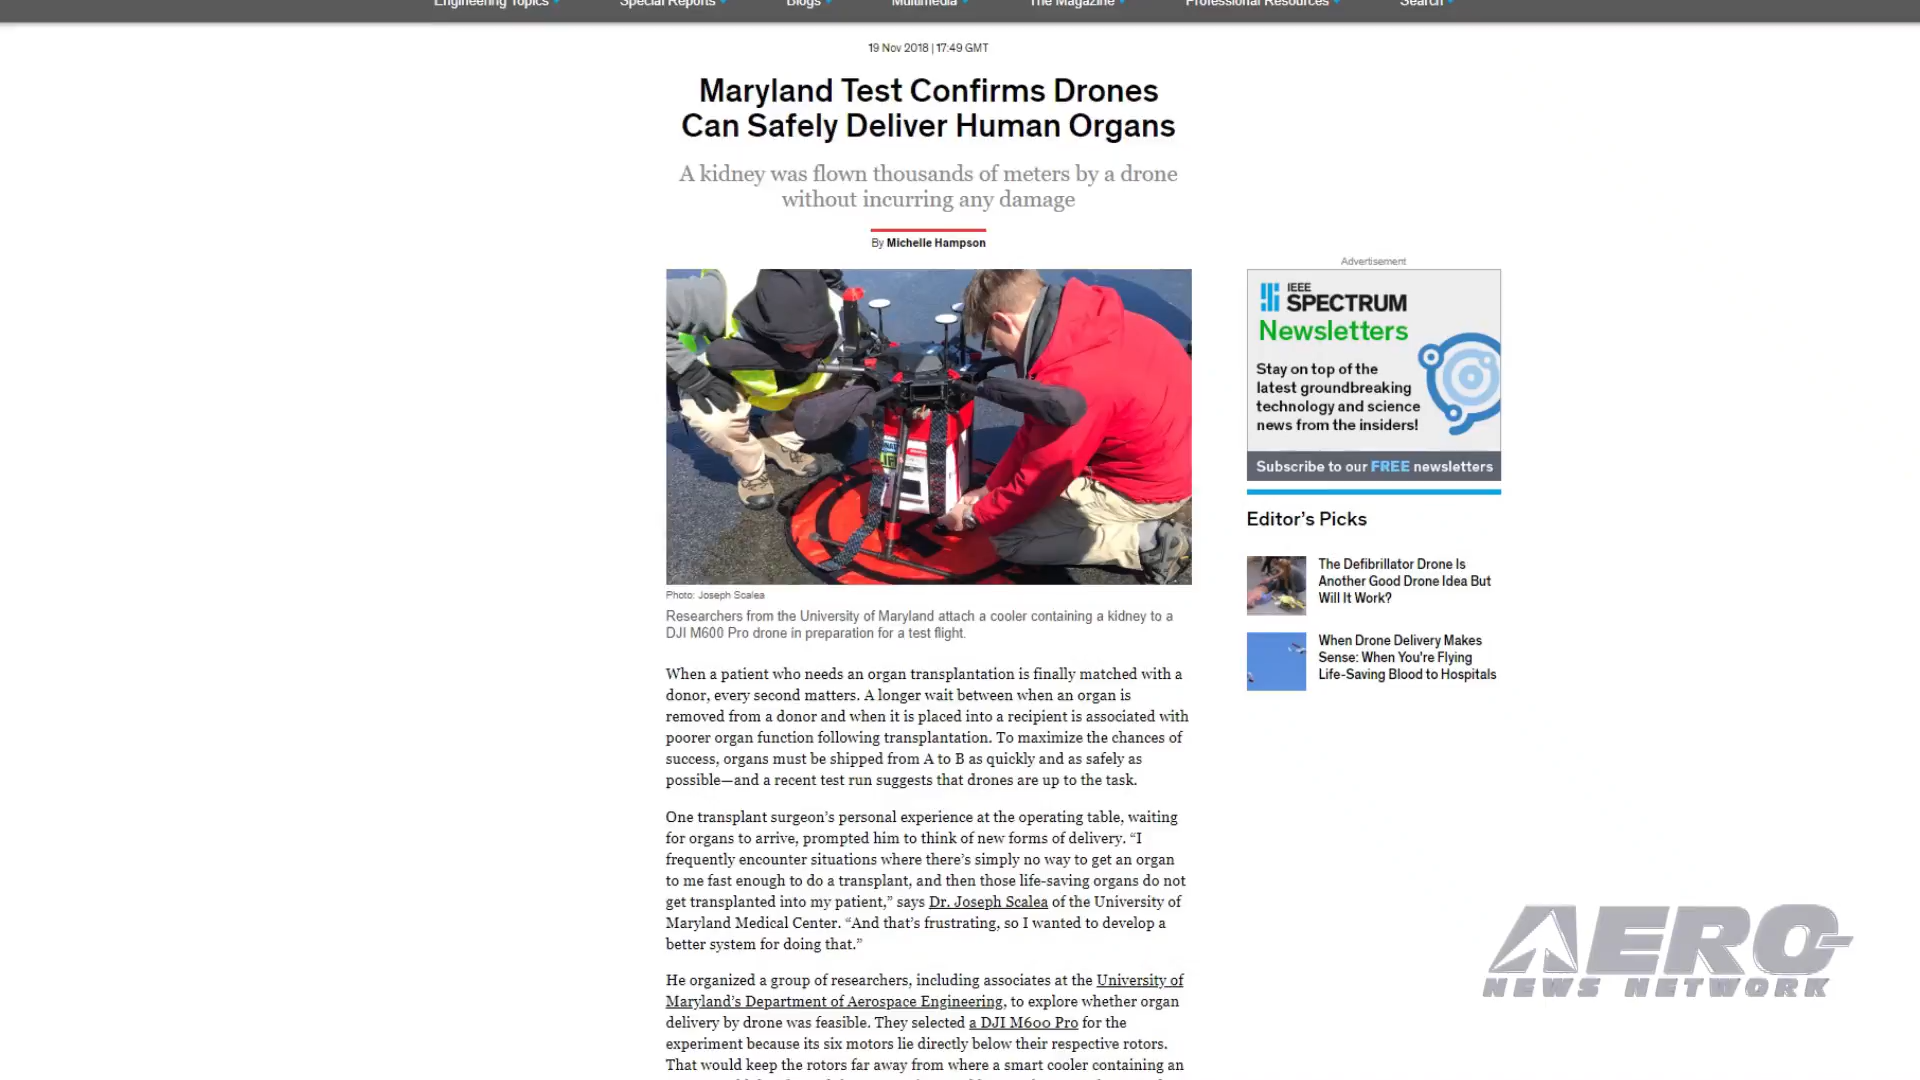 Engineering Topics
Special Reports
Blogs
Multimedia
The Magazine
Professional Resources
Search
19 Nov 2018 | 17:49 GMT
Maryland Test Confirms Drones
Can Safely Deliver Human Organs
A kidney was flown thousands of meters by a drone
without incurring any damage
By Michelle Hampson
Photo: Joseph Scalea
Researchers from the University of Maryland attach a cooler containing a kidney to a
DJI M600 Pro drone in preparation for a test flight.
When a patient who needs an organ transplantation is finally matched with a
donor, every second matters. A longer wait between when an organ is
removed from a donor and when it is placed into a recipient is associated with
poorer organ function following transplantation. To maximize the chances of
success, organs must be shipped from A to B as quickly and as safely as
possible—and a recent test run suggests that drones are up to the task.
One transplant surgeon’s personal experience at the operating table, waiting
for organs to arrive, prompted him to think of new forms of delivery. “I
frequently encounter situations where there’s simply no way to get an organ
to me fast enough to do a transplant, and then those life-saving organs do not
get transplanted into my patient,” says Dr. Joseph Scalea of the University of
Maryland Medical Center. “And that’s frustrating, so I wanted to develop a
better system for doing that.”
He organized a group of researchers, including associates at the University of
Maryland’s Department of Aerospace Engineering, to explore whether organ
delivery by drone was feasible. They selected a DJI M600 Pro for the
experiment because its six motors lie directly below their respective rotors.
That would keep the rotors far away from where a smart cooler containing an
Advertisement
IEEE
SPECTRUM
Newsletters
Stay on top of the
latest groundbreaking
technology and science
news from the insiders!
Subscribe to our FREE newsletters
Editor’s Picks
The Defibrillator Drone Is
Another Good Drone Idea But
Will It Work?
When Drone Delivery Makes
Sense: When You're Flying
Life-Saving Blood to Hospitals
AERO-
NEWS NETWORK